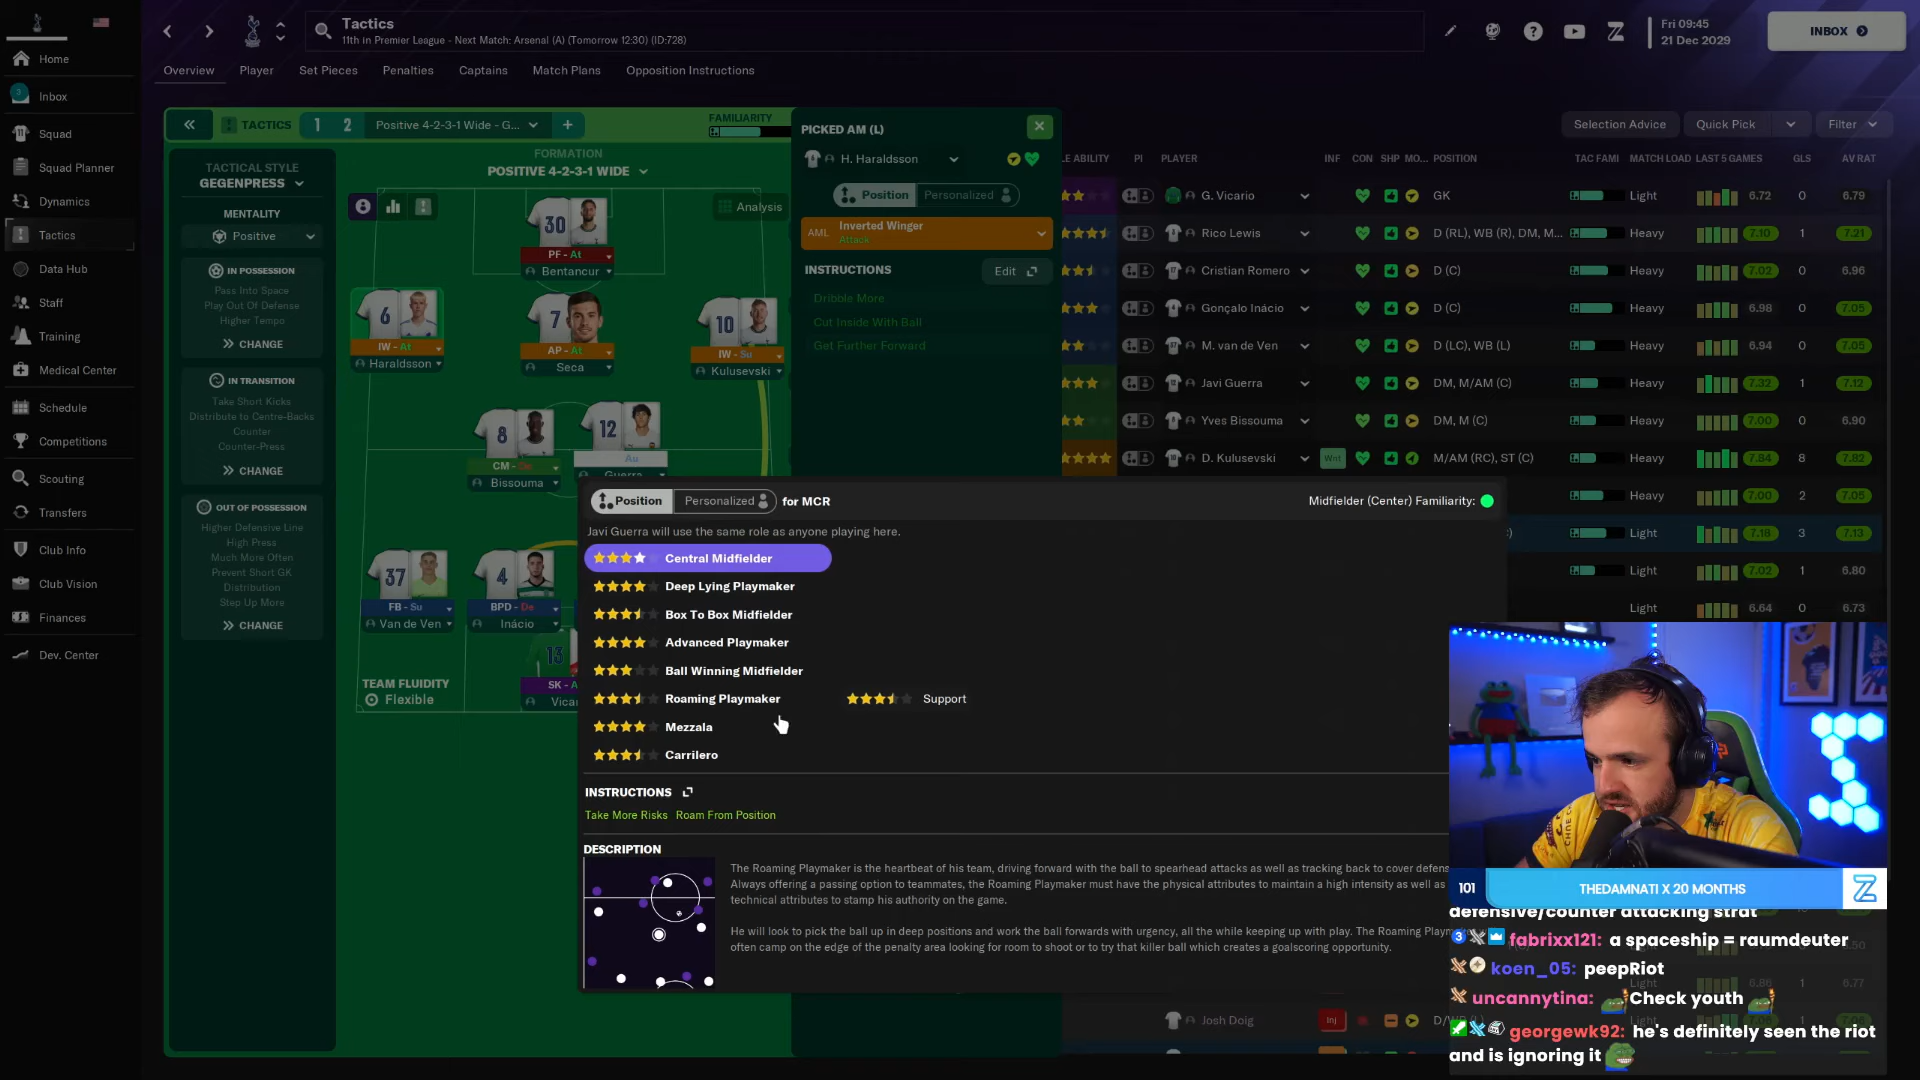 Tactics
11th in Premier League - Next Match: Arsenal (A) (Tomorrow 12:30) (ID:728)
Fri 09:45
21 Dec 2029
INBOX
Home
3
Inbox
Squad
Squad Planner
Dynamics
Tactics
Data Hub
Staff
Training
Medical Center
Schedule
Competitions
Scouting
Transfers
Club Info
Club Vision
Finances
Dev. Center
Overview
Player
Set Pieces
Penalties
Captains
Match Plans
Opposition Instructions
TACTICS
1
2
Positive 4-2-3-1 Wide - G...
FAMILIARITY
TACTICAL STYLE
GEGENPRESS
MENTALITY
Positive
IN POSSESSION
Pass Into Space
Play Out Of Defense
Higher Tempo
CHANGE
IN TRANSITION
Take Short Kicks
Distribute to Centre-Backs
Counter
Counter-Press
CHANGE
OUT OF POSSESSION
Higher Defensive Line
High Press
Much More Often
Prevent Short GK
Distribution
Step Up More
CHANGE
FORMATION
POSITIVE 4-2-3-1 WIDE
Analysis
30
PF - At
Bentancur
6
IW - At
Haraldsson
7
AP - At
Seca
10
IW - Su
Kulusevski
8
CM - De
Bissouma
12
Au
Guerra
37
FB - Su
Van de Ven
4
BPD - De
Inácio
13
SK - A
Vicar
TEAM FLUIDITY
Flexible
PICKED AM (L)
H. Haraldsson
Position
Personalized
AML
Inverted Winger
Attack
INSTRUCTIONS
Edit
Dribble More
Cut Inside With Ball
Get Further Forward
Selection Advice
Quick Pick
Filter
LE ABILITY
PI
PLAYER
INF
CON
SHP
MO...
POSITION
TAC FAMI
MATCH LOAD
LAST 5 GAMES
GLS
AV RAT
G. Vicario
GK
Light
6.72
0
6.79
Rico Lewis
D (RL), WB (R), DM, M...
Heavy
7.10
1
7.21
Cristian Romero
D (C)
Heavy
7.02
0
6.96
Gonçalo Inácio
D (C)
Heavy
6.98
0
7.05
M. van de Ven
D (LC), WB (L)
Heavy
6.94
0
7.05
Javi Guerra
DM, M/AM (C)
Heavy
7.32
1
7.12
Yves Bissouma
DM, M (C)
Heavy
7.00
0
6.90
D. Kulusevski
Wnt
M/AM (RC), ST (C)
Heavy
7.84
8
7.82
Heavy
7.00
2
7.05
Light
7.18
3
7.13
Light
7.02
1
6.80
Light
6.64
0
6.73
Position
Personalized
for MCR
Midfielder (Center) Familiarity:
Javi Guerra will use the same role as anyone playing here.
Central Midfielder
Deep Lying Playmaker
Box To Box Midfielder
Advanced Playmaker
Ball Winning Midfielder
Roaming Playmaker
Support
Mezzala
Carrilero
INSTRUCTIONS
Take More Risks Roam From Position
DESCRIPTION
The Roaming Playmaker is the heartbeat of his team, driving forward with the ball to spearhead attacks as well as tracking back to cover defens
Always offering a passing option to teammates, the Roaming Playmaker must have the physical attributes to maintain a high intensity as well as
technical attributes to stamp his authority on the game.
He will look to pick the ball up in deep positions and work the ball forwards with urgency, all the while keeping up with play. The Roaming Playm
often camp on the edge of the penalty area looking for room to shoot or to try that killer ball which creates a goalscoring opportunity.
Josh Doig
Inj
101
THEDAMNATI X 20 MONTHS
defensive/counter attacking strat
3
fabrixx121: a spaceship = raumdeuter
koen_05: peepRiot
uncannytina: Check youth
georgewk92: he's definitely seen the riot
and is ignoring it